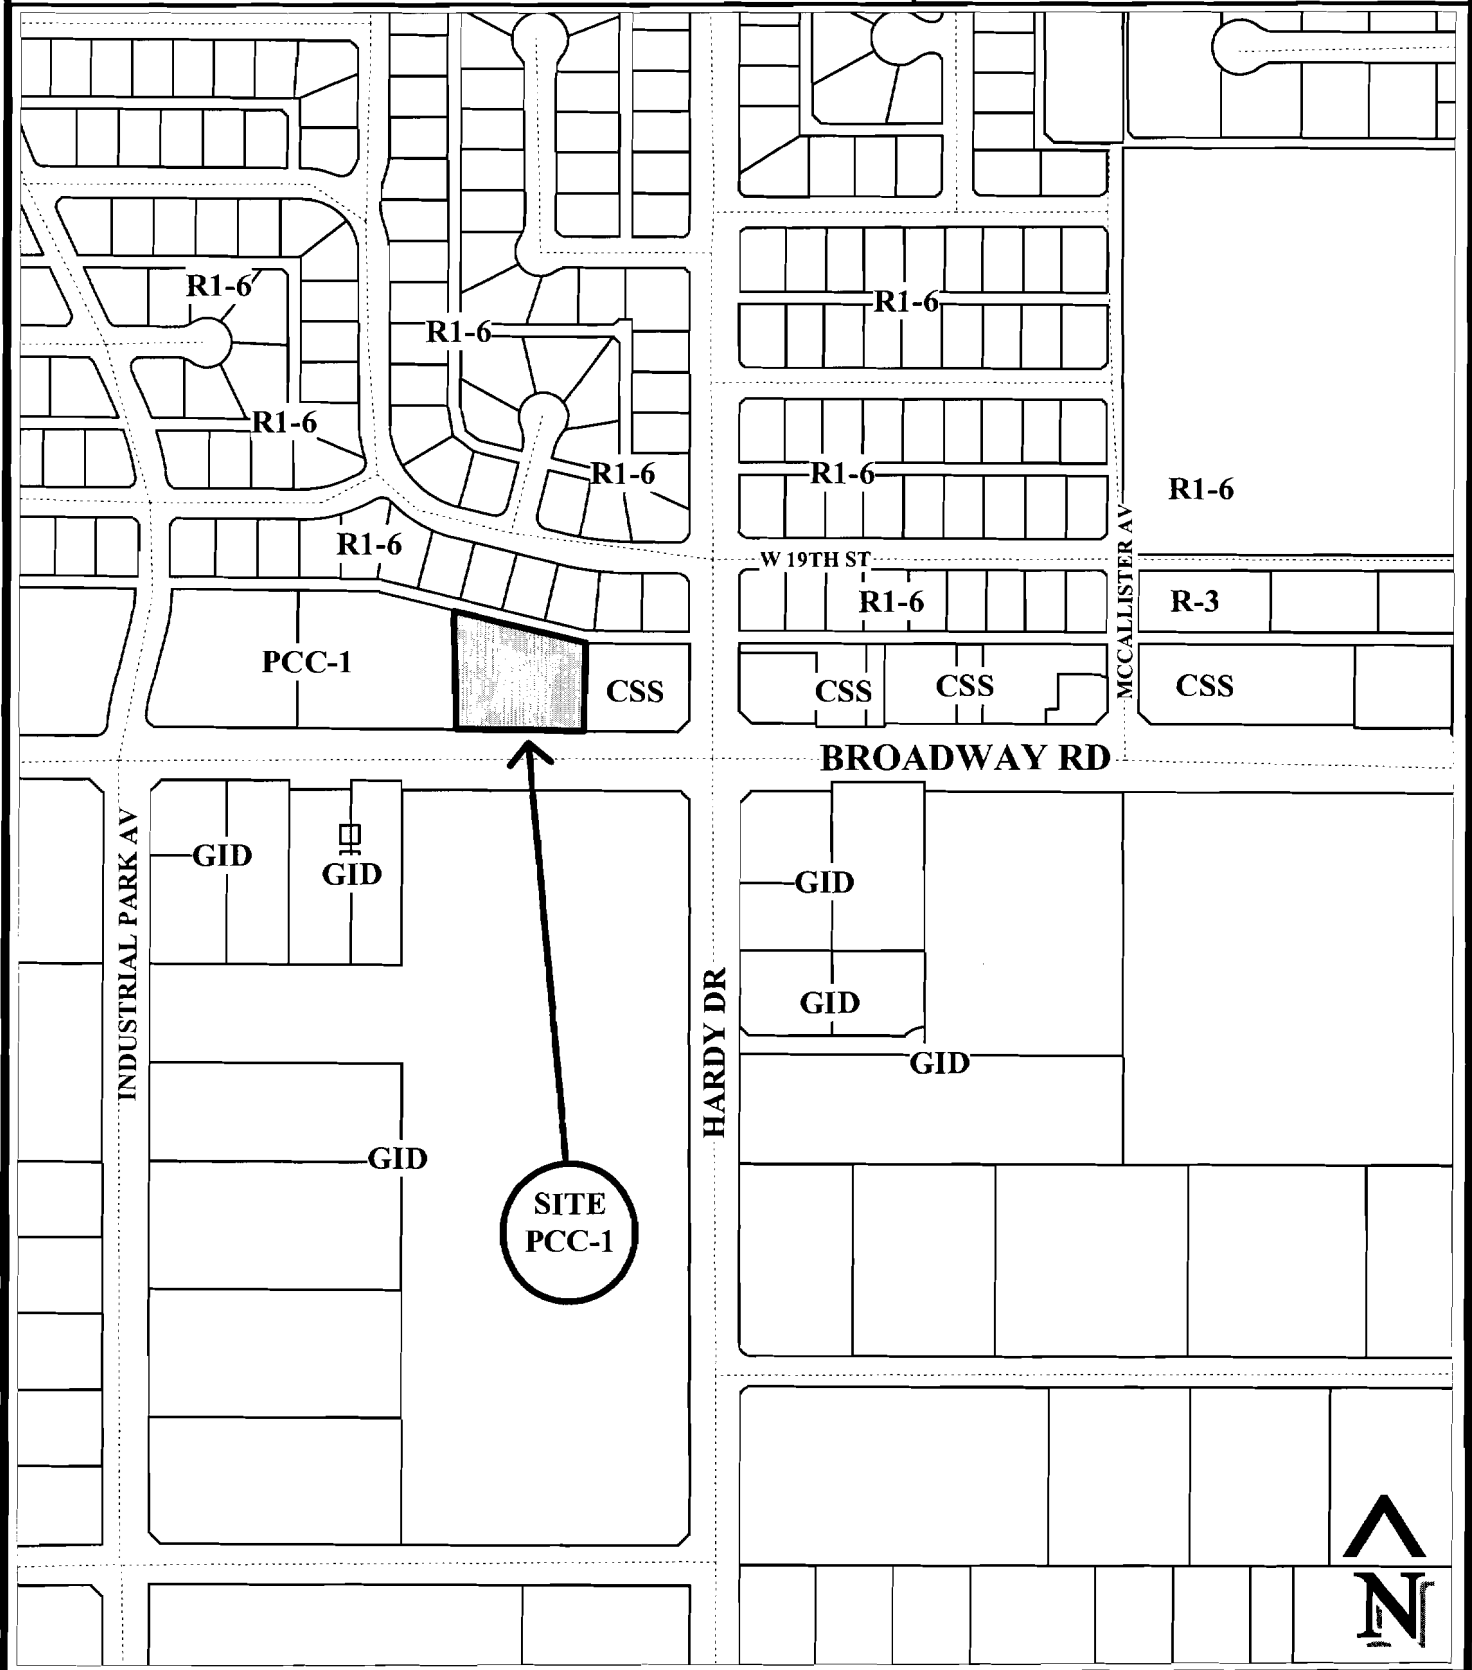 R1-6
R1-6
R1-6
R1-6
R1-6
R1-6
R1-6
R1-6
W 19TH ST
R1-6
R-3
MCCALLISTER AV
PCC-1
CSS
CSS
CSS
CSS
BROADWAY RD
INDUSTRIAL PARK AV
GID
GID
GID
HARDY DR
GID
GID
GID
SITE
PCC-1
N